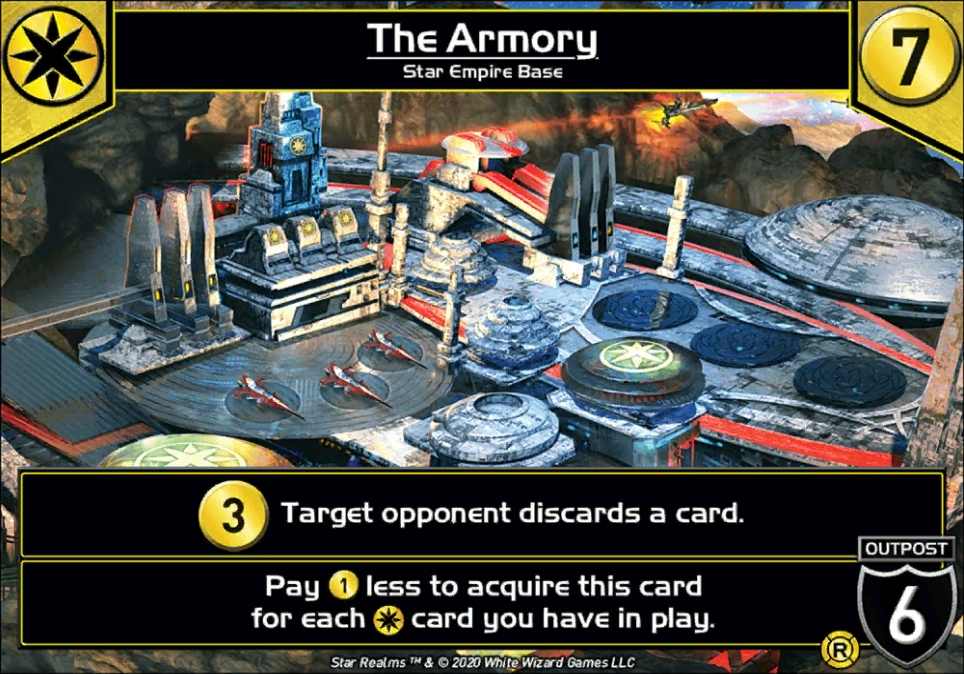 The Armory
Star Empire Base
7
3 Target opponent discards a card.
Pay 1 less to acquire this card
for each card you have in play.
OUTPOST
6
R
Star Realms ™ & © 2020 White Wizard Games LLC